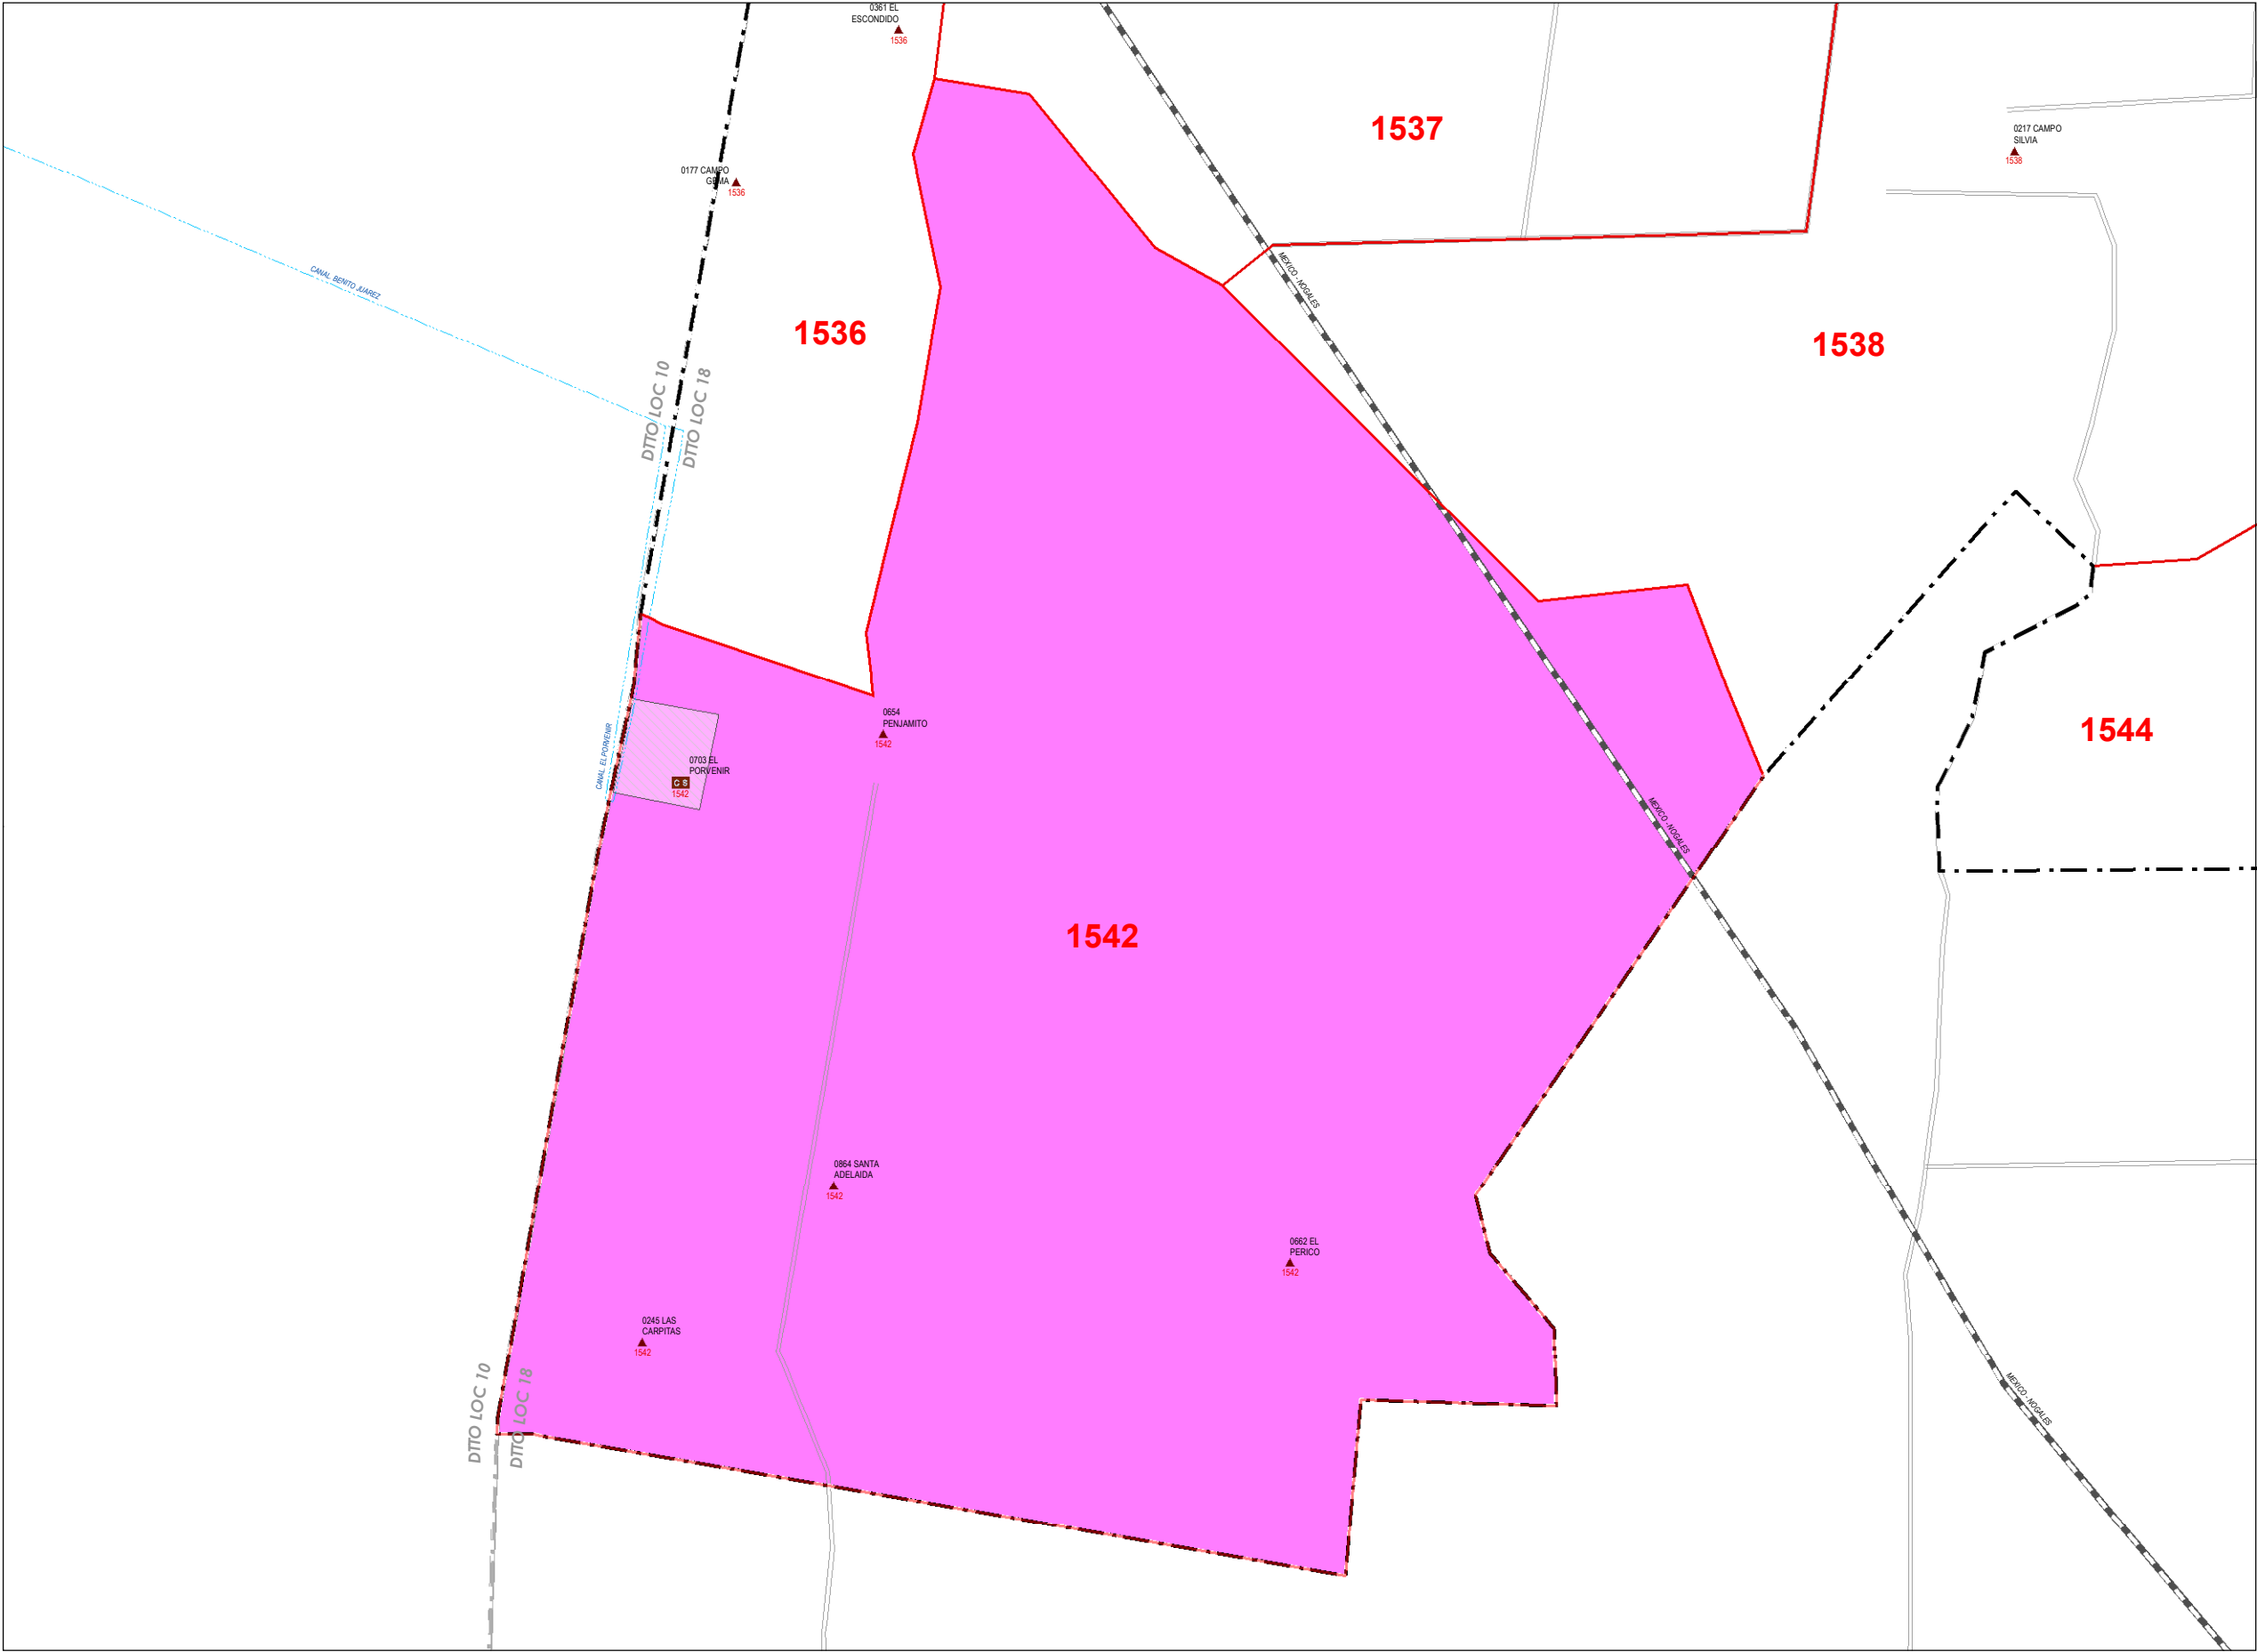 0361 EL
ESCONDIDO
1536
1537
0217 CAMPO
SILVIA
1538
0177 CAMPO
GEMA
1536
CANAL BENITO JUAREZ
MEXICO - NOGALES
1536
1538
DTTO LOC 10
DTTO LOC 18
0654
PENJAMITO
1542
1544
CANAL EL PORVENIR
0703 EL
PORVENIR
C S
1542
MEXICO - NOGALES
1542
0864 SANTA
ADELAIDA
1542
0662 EL
PERICO
1542
0245 LAS
CARPITAS
1542
DTTO LOC 10
DTTO LOC 18
MEXICO - NOGALES